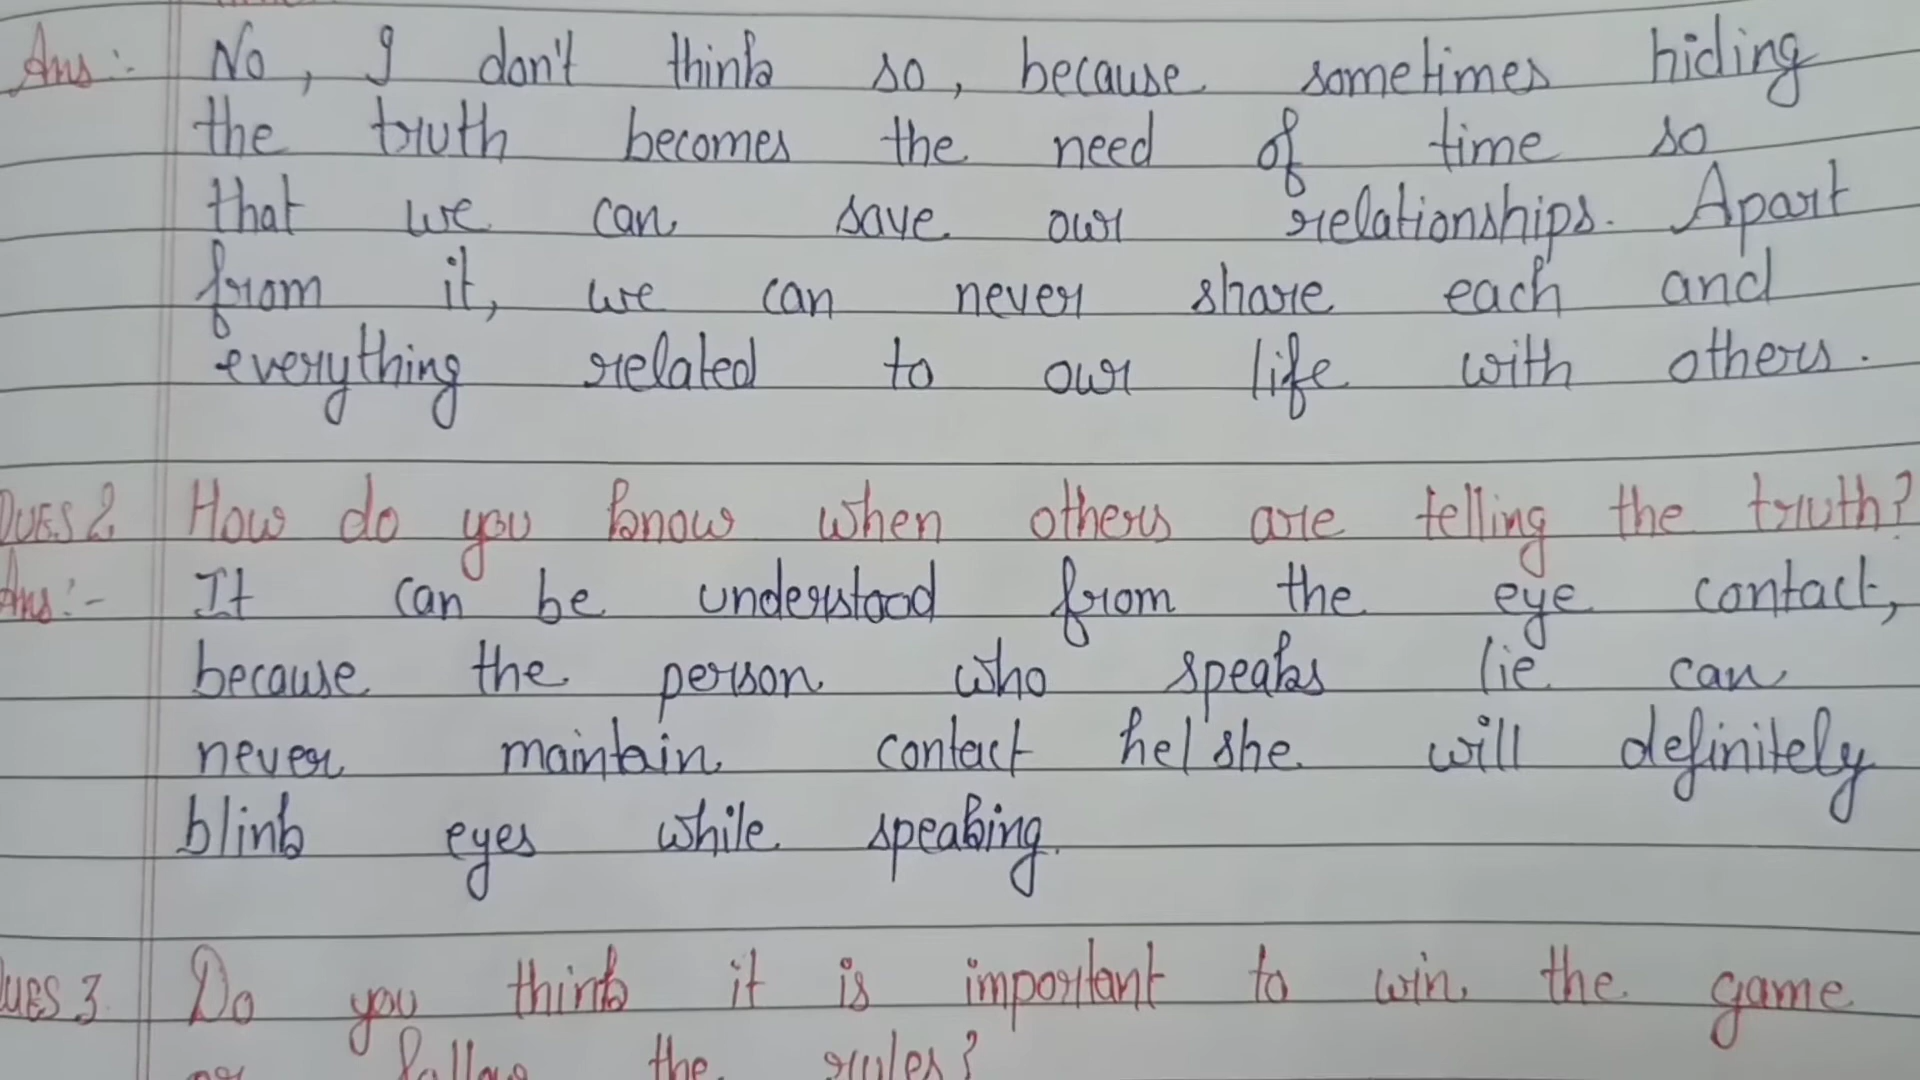 Ans:- No, I don't think so, because sometimes hiding
the truth becomes the need of time so
that we can save our relationships. Apart
from it, we can never share each and
everything related to our life with others.
Ques 2. How do you know when others are telling the truth?
Ans:- It can be understood from the eye contact,
because the person who speaks lie can
never maintain contact he/she will definitely
blink eyes while speaking.
Ques 3. Do you think it is important to win the game
or follow the rules?